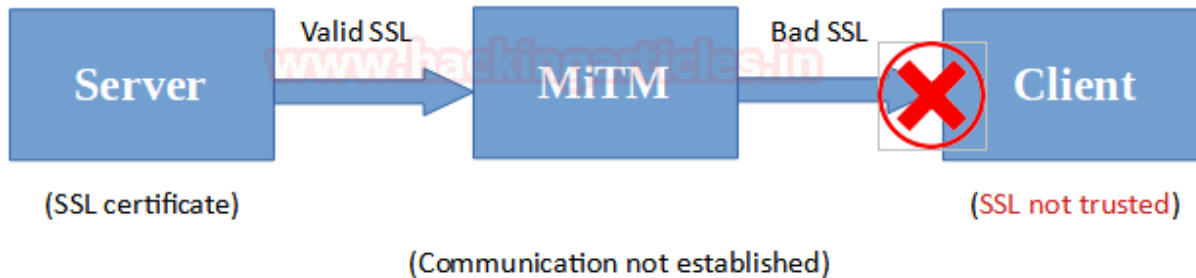 Valid SSL
Bad SSL
www.hackingarticles.in
Server
MiTM
Client
(SSL certificate)
(SSL not trusted)
(Communication not established)